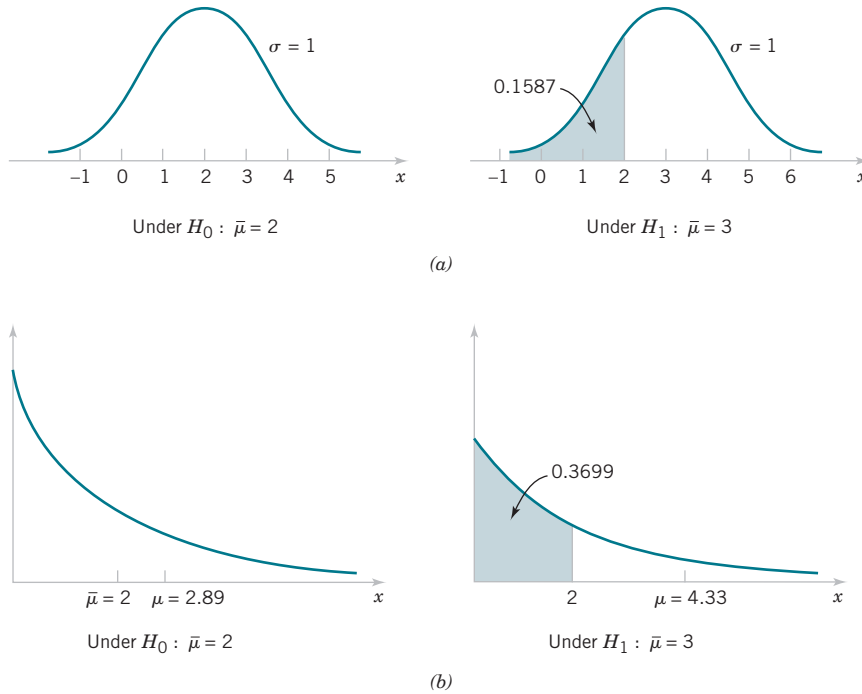 σ = 1
–1 0 1 2 3 4 5 x
Under H0 : μ̄ = 2
σ = 1
0.1587
–1 0 1 2 3 4 5 6 x
Under H1 : μ̄ = 3
(a)
μ̄ = 2 μ = 2.89 x
Under H0 : μ̄ = 2
0.3699
2 μ = 4.33 x
Under H1 : μ̄ = 3
(b)